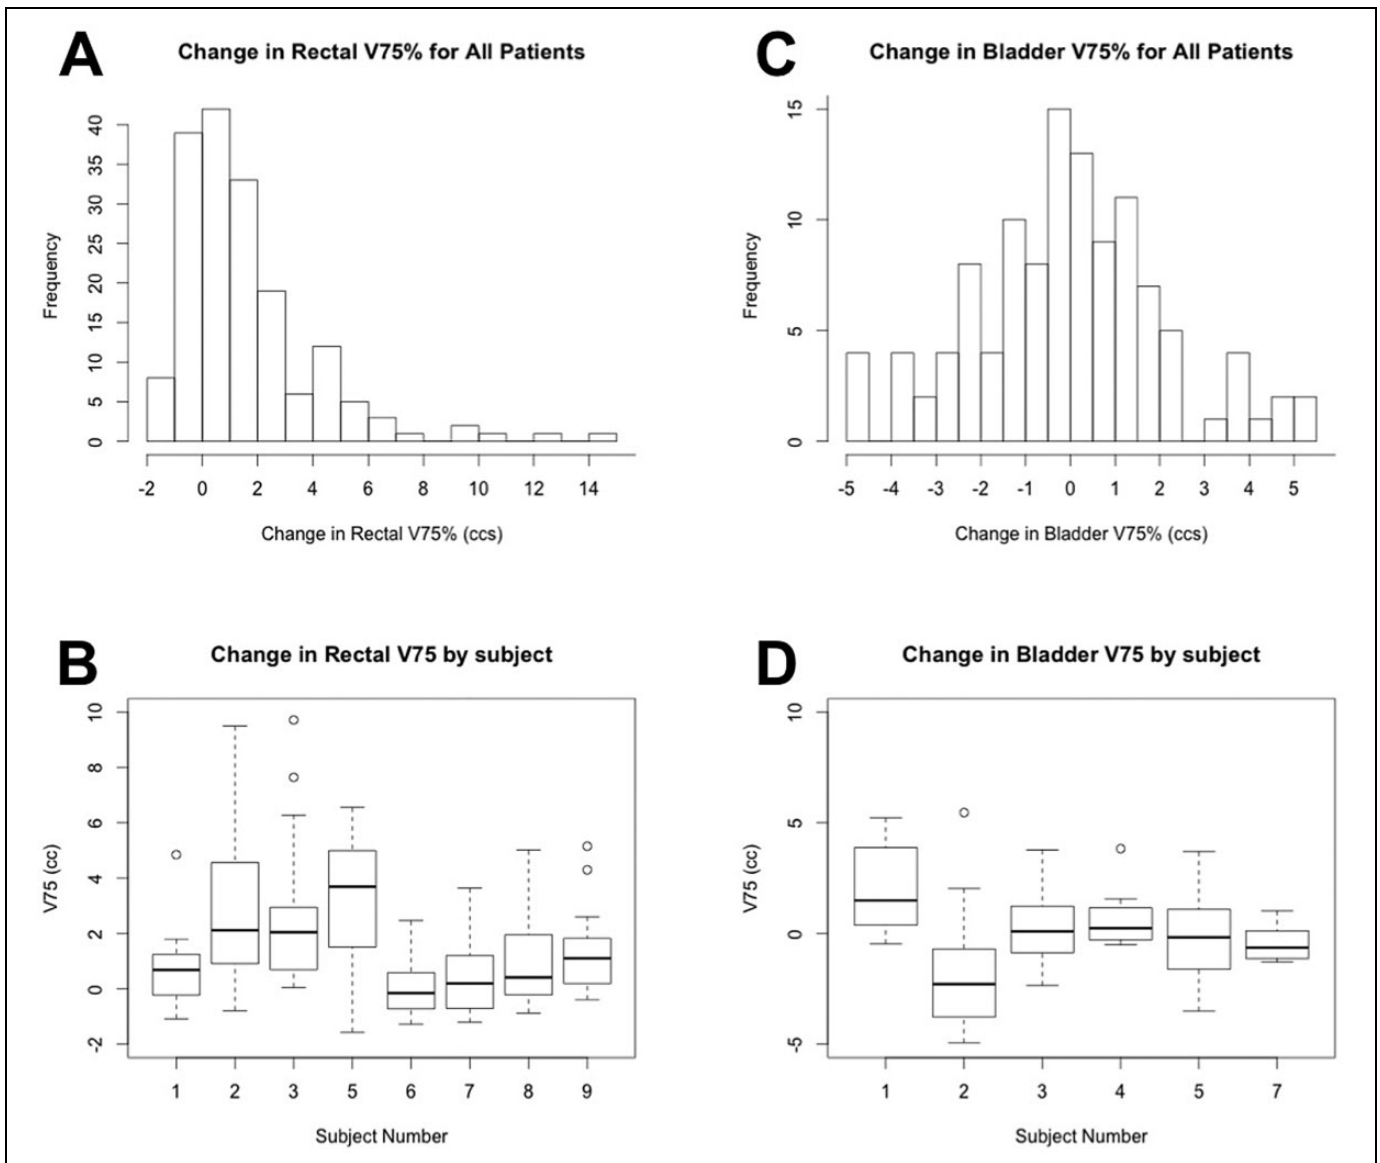 A
Change in Rectal V75% for All Patients
Frequency
0 5 10 15 20 25 30 35 40
-2 0 2 4 6 8 10 12 14
Change in Rectal V75% (ccs)
C
Change in Bladder V75% for All Patients
Frequency
0 5 10 15
-5 -4 -3 -2 -1 0 1 2 3 4 5
Change in Bladder V75% (ccs)
B
Change in Rectal V75 by subject
V75 (cc)
-2 0 2 4 6 8 10
1 2 3 5 6 7 8 9
Subject Number
D
Change in Bladder V75 by subject
V75 (cc)
-5 0 5 10
1 2 3 4 5 7
Subject Number